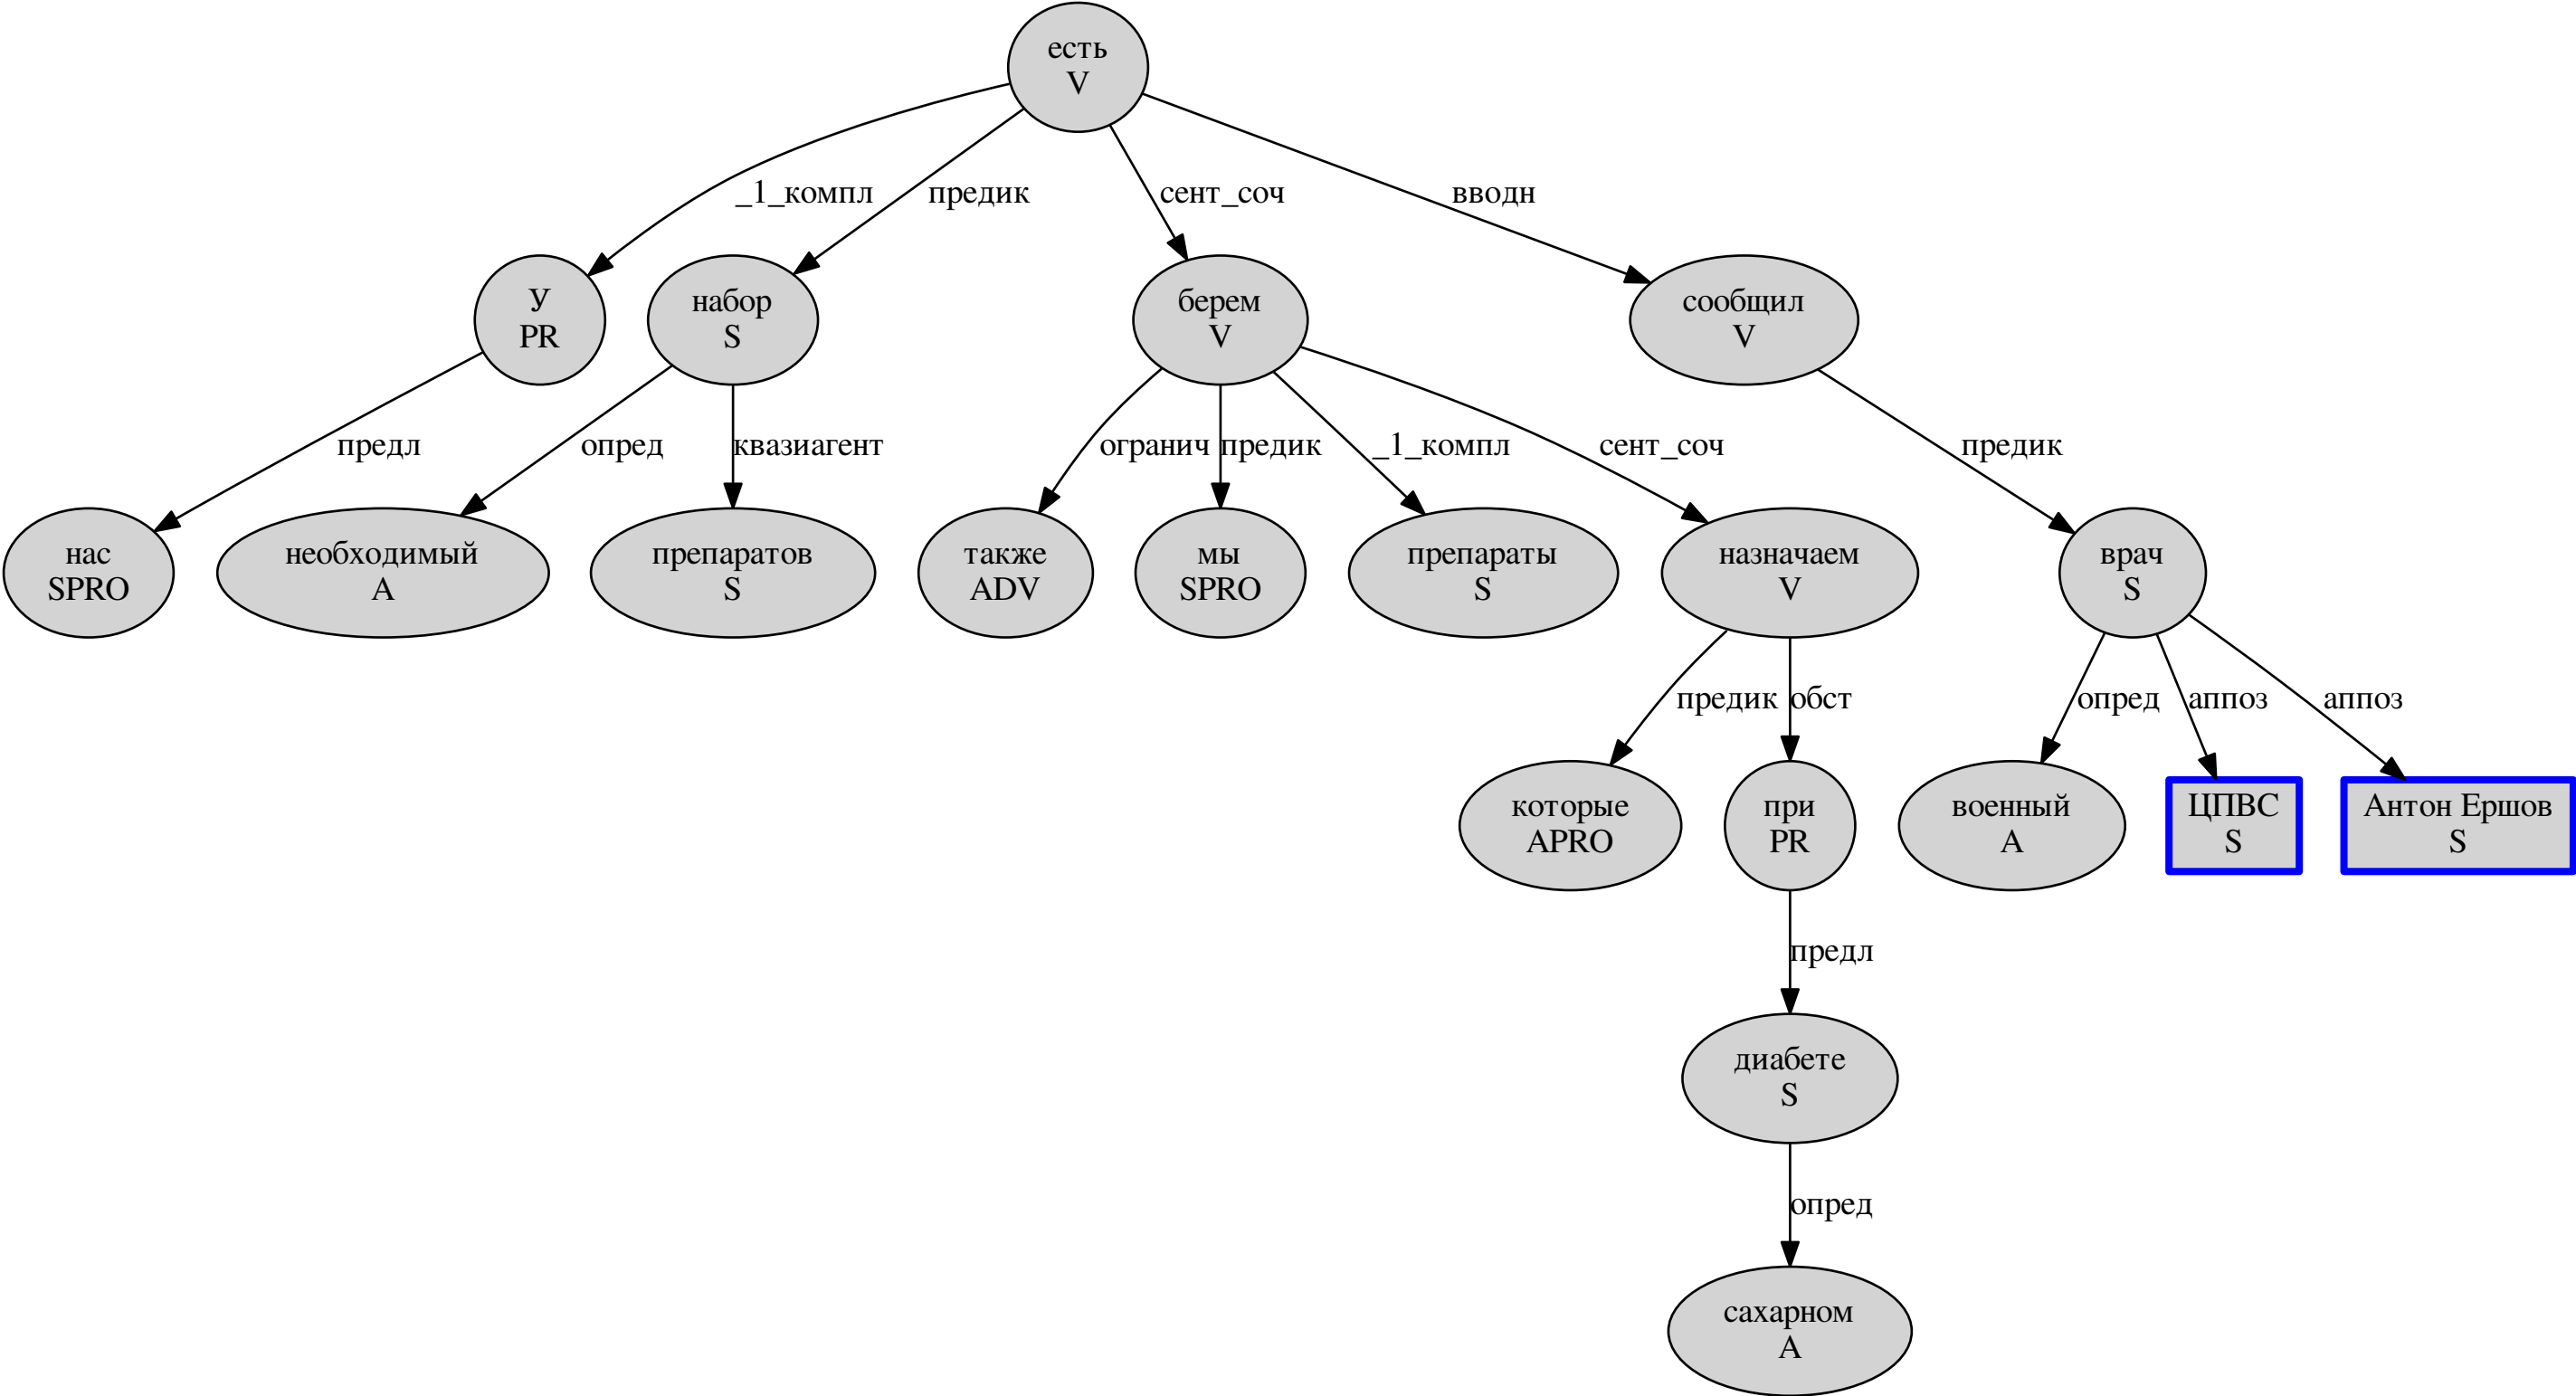 есть
V
_1_компл
предик
сент_соч
вводн
У
PR
набор
S
берем
V
сообщил
V
предл
опред
квазиагент
огранич
предик
_1_компл
сент_соч
предик
нас
SPRO
необходимый
A
препаратов
S
также
ADV
мы
SPRO
препараты
S
назначаем
V
врач
S
предик
обст
опред
аппоз
аппоз
которые
APRO
при
PR
военный
A
ЦПВС
S
Антон Ершов
S
предл
диабете
S
опред
сахарном
A